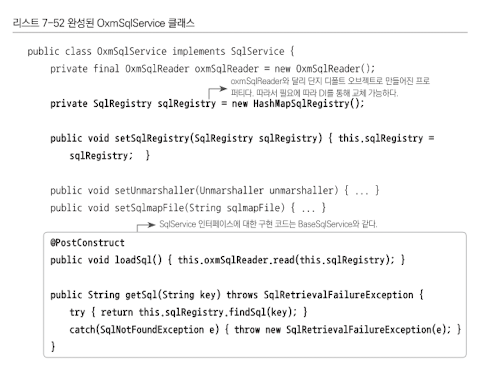 리스트 7-52 완성된 OxmSqlService 클래스
public class OxmSqlService implements SqlService {
private final OxmSqlReader oxmSqlReader = new OxmSqlReader();
oxmSqlReader와 달리 단지 디폴트 오브젝트로 만들어진 프로
퍼티다. 따라서 필요에 따라 DI를 통해 교체 가능하다.
private SqlRegistry sqlRegistry = new HashMapSqlRegistry();
public void setSqlRegistry(SqlRegistry sqlRegistry) { this.sqlRegistry =
sqlRegistry; }
public void setUnmarshaller(Unmarshaller unmarshaller) { ... }
public void setSqlmapFile(String sqlmapFile) { ... }
SqlService 인터페이스에 대한 구현 코드는 BaseSqlService와 같다.
@PostConstruct
public void loadSql() { this.oxmSqlReader.read(this.sqlRegistry); }
public String getSql(String key) throws SqlRetrievalFailureException {
try { return this.sqlRegistry.findSql(key); }
catch(SqlNotFoundException e) { throw new SqlRetrievalFailureException(e); }
}